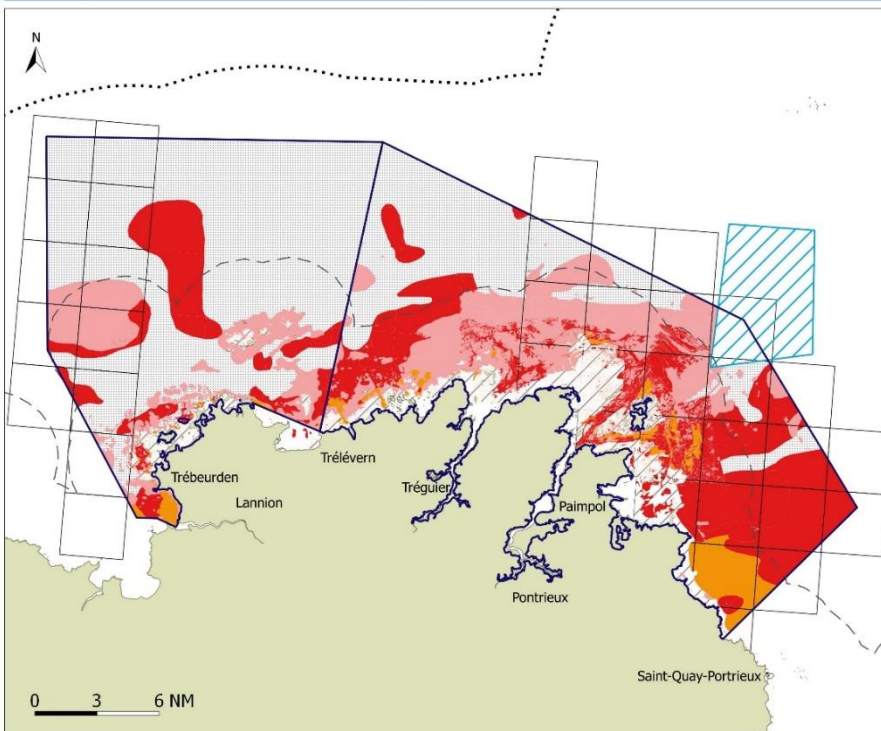 N
Trébeurden
Lannion
Trélévern
Tréguier
Paimpol
Pontrieux
Saint-Quay-Portrieux
0 3 6 NM